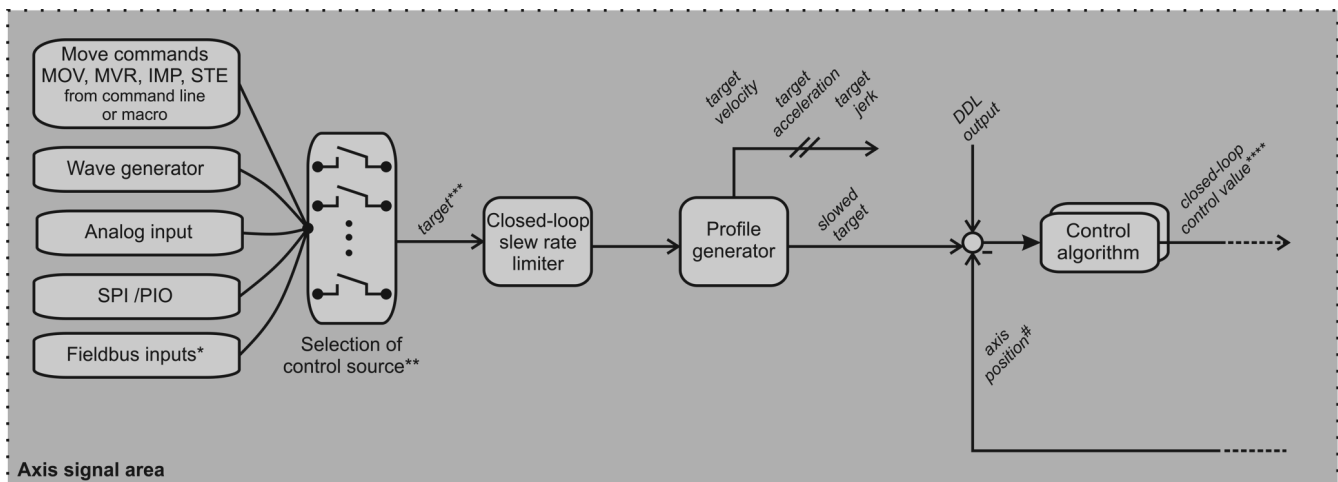 Move commands
MOV, MVR, IMP, STE
from command line
or macro
Wave generator
Analog input
SPI /PIO
Fieldbus inputs*
Selection of
control source**
target***
Closed-loop
slew rate
limiter
Profile
generator
target
velocity
target
acceleration
target
jerk
slowed
target
DDL
output
-
axis
position#
Control
algorithm
closed-loop
control value****
Axis signal area